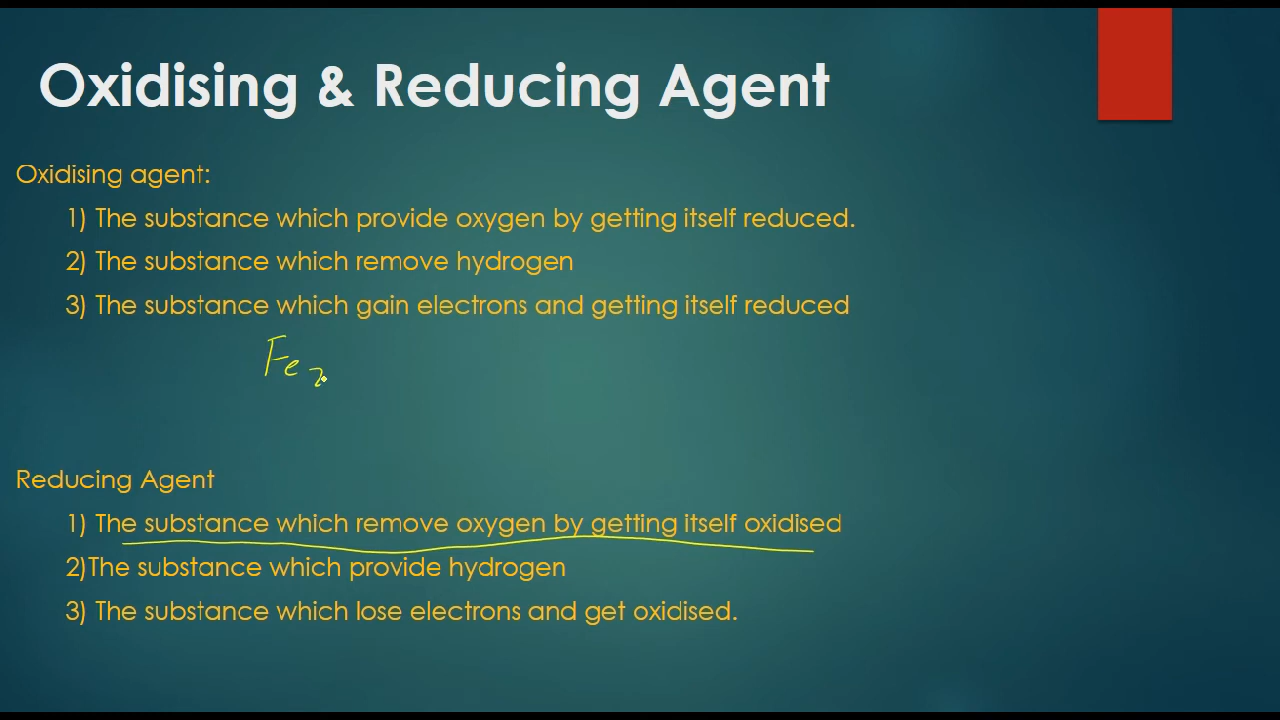 Oxidising & Reducing Agent
Oxidising agent:
1) The substance which provide oxygen by getting itself reduced.
2) The substance which remove hydrogen
3) The substance which gain electrons and getting itself reduced
Fe 2
Reducing Agent
1) The substance which remove oxygen by getting itself oxidised
2)The substance which provide hydrogen
3) The substance which lose electrons and get oxidised.